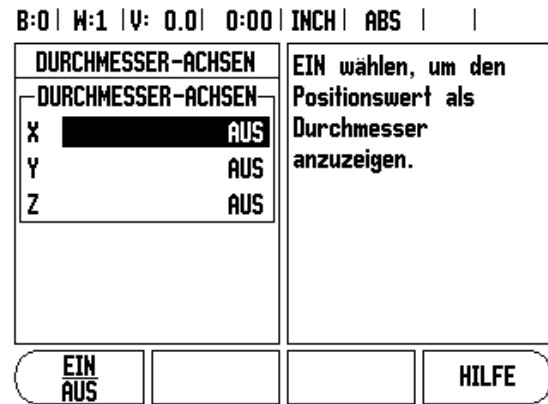 B:0 | W:1 | V: 0.0 | 0:00 | INCH | ABS | |
DURCHMESSER-ACHSEN
DURCHMESSER-ACHSEN
X AUS
Y AUS
Z AUS
EIN wählen, um den
Positionswert als
Durchmesser
anzuzeigen.
EIN
AUS
HILFE